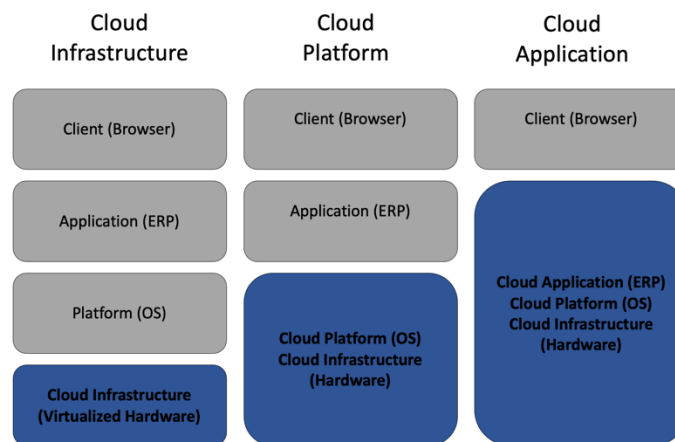 Cloud
Infrastructure
Cloud
Platform
Cloud
Application
Client (Browser)
Client (Browser)
Client (Browser)
Application (ERP)
Application (ERP)
Platform (OS)
Cloud Infrastructure
(Virtualized Hardware)
Cloud Platform (OS)
Cloud Infrastructure
(Hardware)
Cloud Application (ERP)
Cloud Platform (OS)
Cloud Infrastructure
(Hardware)